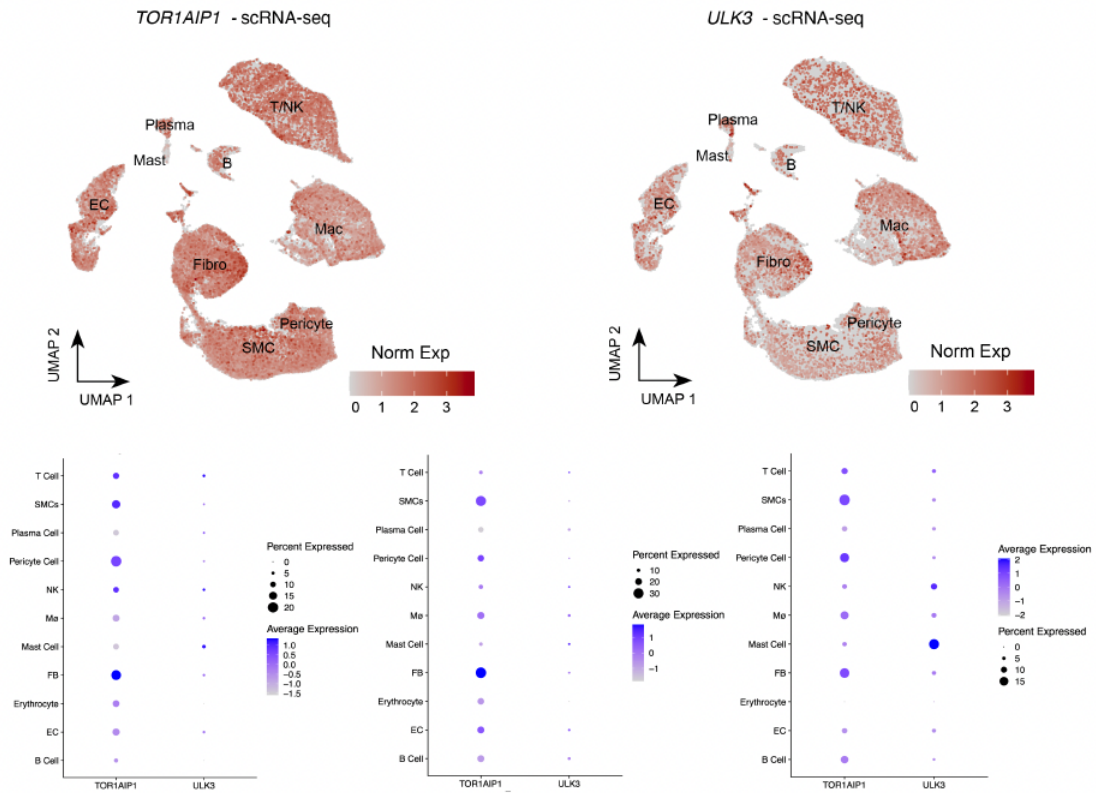 TOR1AIP1 - scRNA-seq
T/NK
Plasma
Mast
B
EC
Mac
Fibro
Pericyte
SMC
UMAP 2
UMAP 1
Norm Exp
0 1 2 3
ULK3 - scRNA-seq
T/NK
Plasma
Mast
B
EC
Mac
Fibro
Pericyte
SMC
UMAP 2
UMAP 1
Norm Exp
0 1 2 3
T Cell
SMCs
Plasma Cell
Pericyte Cell
NK
Mø
Mast Cell
FB
Erythrocyte
EC
B Cell
TOR1AIP1 ULK3
Percent Expressed
0
5
10
15
20
Average Expression
1.0
0.5
0.0
−0.5
−1.0
−1.5
T Cell
SMCs
Plasma Cell
Pericyte Cell
NK
Mø
Mast Cell
FB
Erythrocyte
EC
B Cell
TOR1AIP1 ULK3
Percent Expressed
10
20
30
Average Expression
1
0
−1
T Cell
SMCs
Plasma Cell
Pericyte Cell
NK
Mø
Mast Cell
FB
Erythrocyte
EC
B Cell
TOR1AIP1 ULK3
Average Expression
2
1
0
−1
−2
Percent Expressed
0
5
10
15